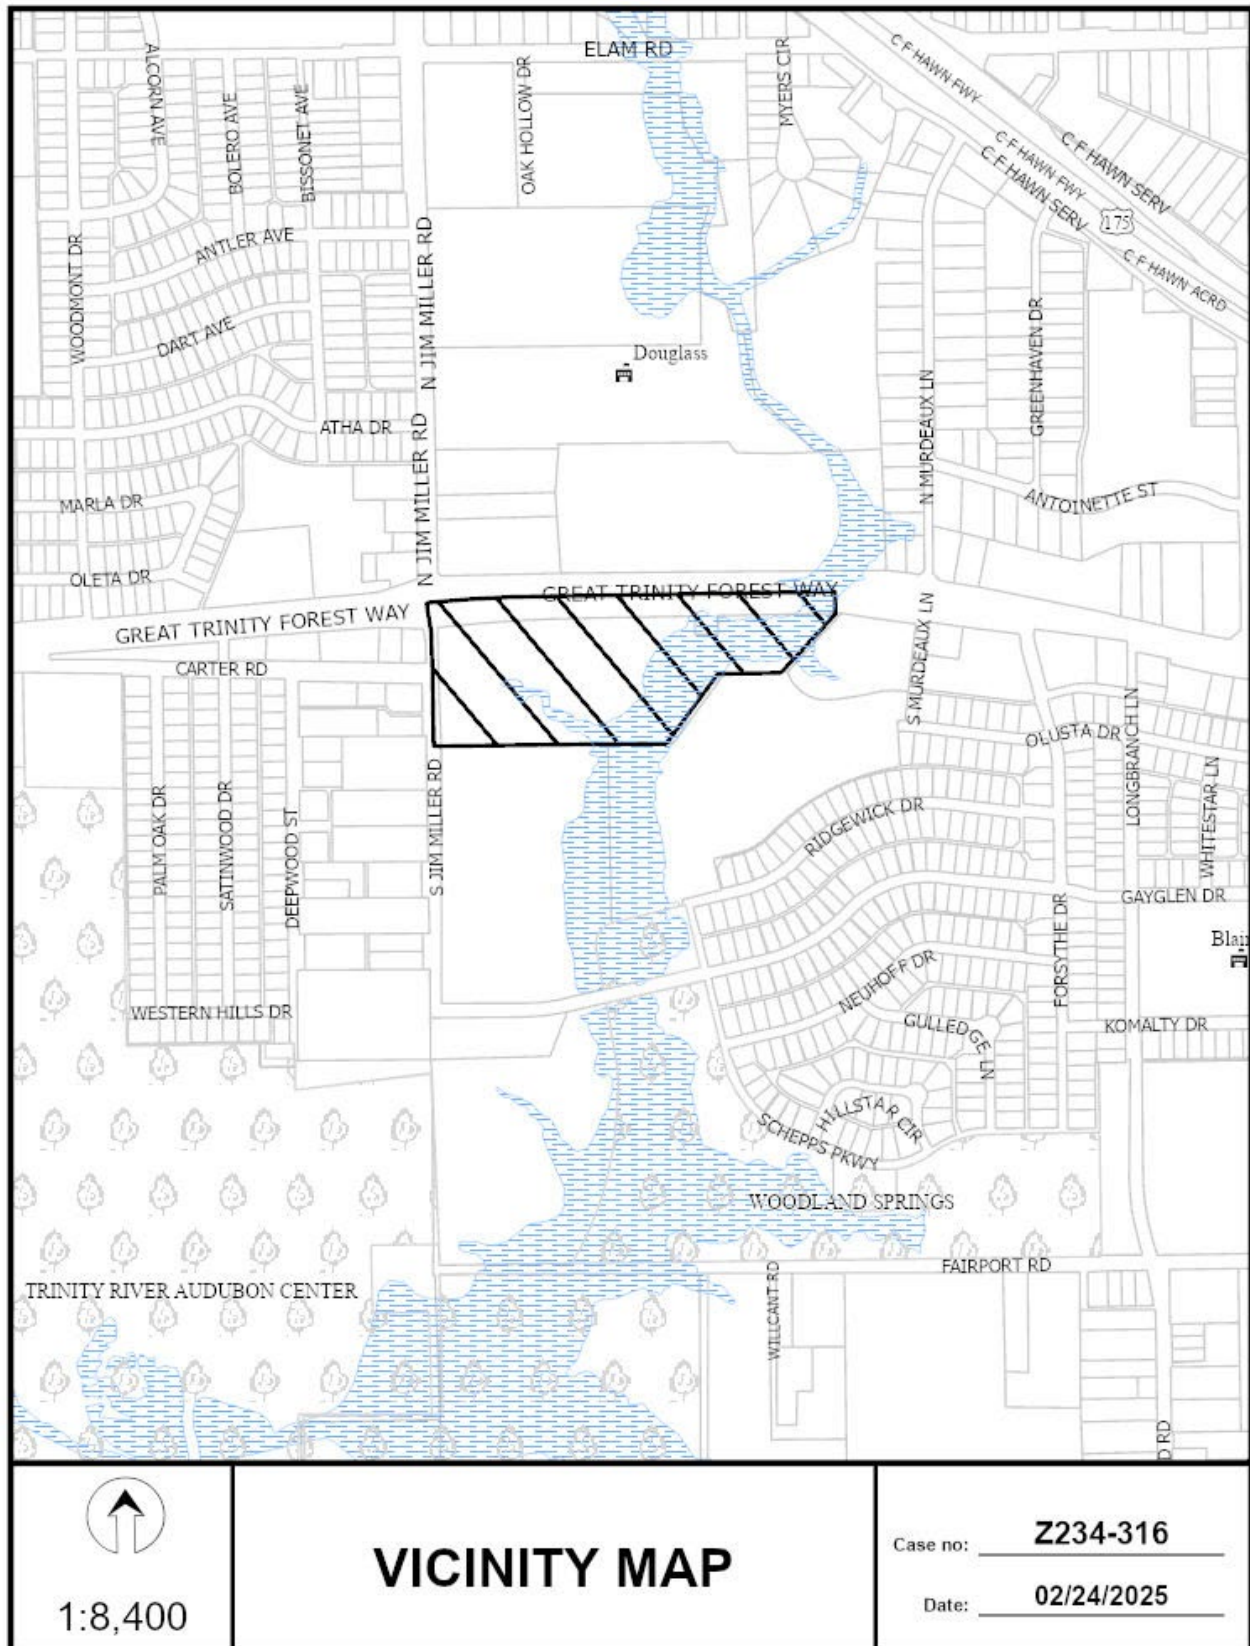 ELAM RD
ALCORN AVE
BOLERO AVE
BISSONET AVE
OAK HOLLOW DR
MYERS CIR
C F HAWN FWY
C F HAWN SERV
C F HAWN FWY
C F HAWN SERV
175
C F HAWN ACRD
WOODMONT DR
ANTLER AVE
DART AVE
N JIM MILLER RD
Douglass
GREENHAVEN DR
N MURDEAUX LN
ATHA DR
N JIM MILLER RD
MARLA DR
ANTOINETTE ST
OLETA DR
GREAT TRINITY FOREST WAY
GREAT TRINITY FOREST WAY
S MURDEAUX LN
CARTER RD
OLUSTA DR
LONGBRANCH LN
WHITESTAR LN
PALM OAK DR
SATINWOOD DR
DEEPWOOD ST
S JIM MILLER RD
RIDGEWICK DR
GAYGLEN DR
FORSYTHE DR
Blair
NEUHOFF DR
WESTERN HILLS DR
GULLEDGE LN
KOMALTY DR
HILLSTAR CIR
SCHEPPS PKWY
WOODLAND SPRINGS
FAIRPORT RD
TRINITY RIVER AUDUBON CENTER
WILLCANT RD
D RD
1:8,400
VICINITY MAP
Case no: Z234-316
Date: 02/24/2025